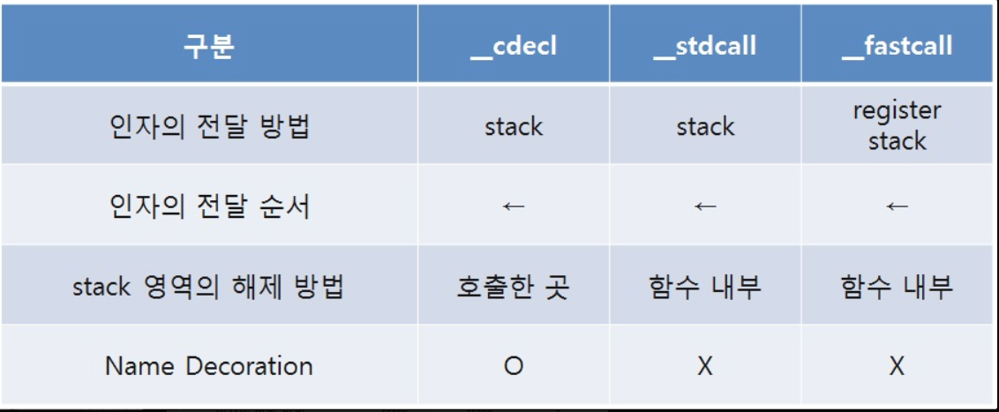 구분 __cdecl __stdcall __fastcall
인자의 전달 방법 stack stack register
stack
인자의 전달 순서 ← ← ←
stack 영역의 해제 방법 호출한 곳 함수 내부 함수 내부
Name Decoration O X X